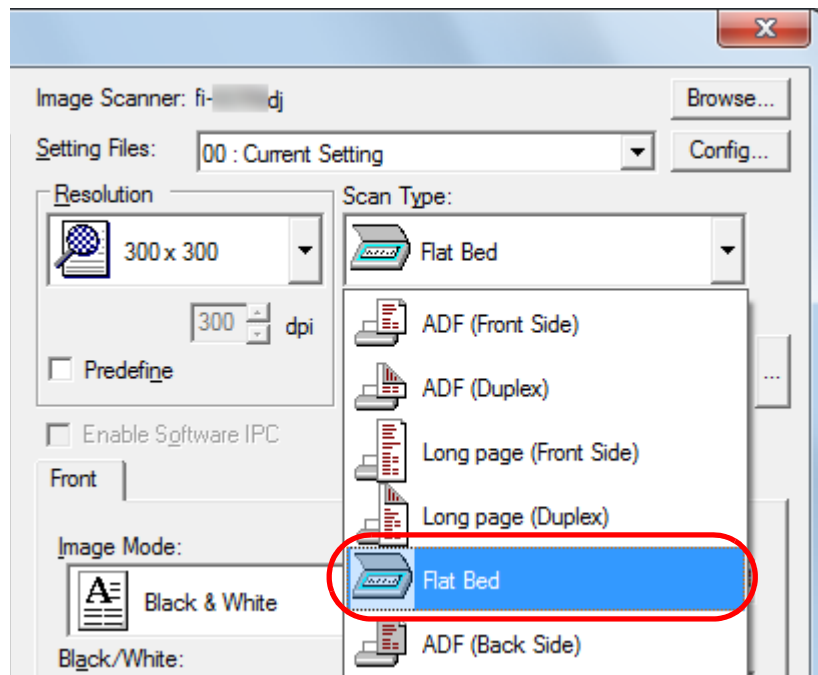 Image Scanner: fi- dj
Browse...
Setting Files:
00 : Current Setting
Config...
Resolution
Scan Type:
300 x 300
Flat Bed
300
dpi
ADF (Front Side)
Predefine
...
ADF (Duplex)
Enable Software IPC
Long page (Front Side)
Front
Long page (Duplex)
Image Mode:
Flat Bed
Black & White
ADF (Back Side)
Black/White: